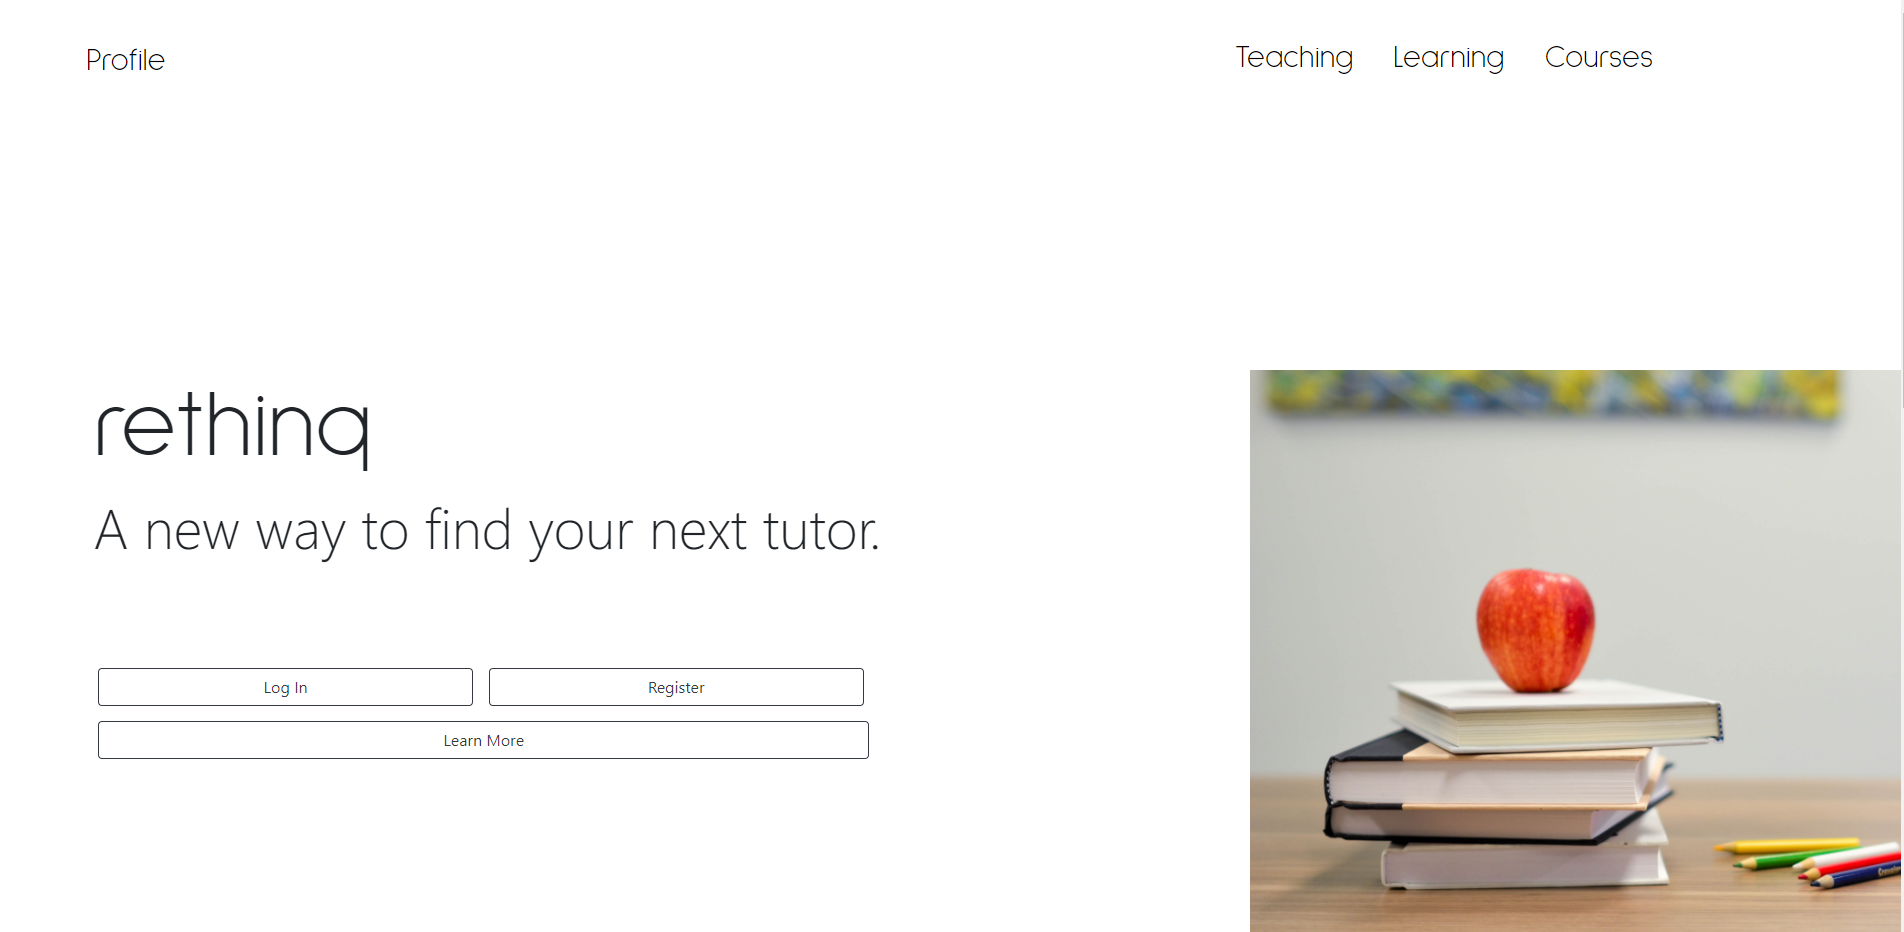 Profile
Teaching Learning Courses
rethinq
A new way to find your next tutor.
Log In
Register
Learn More